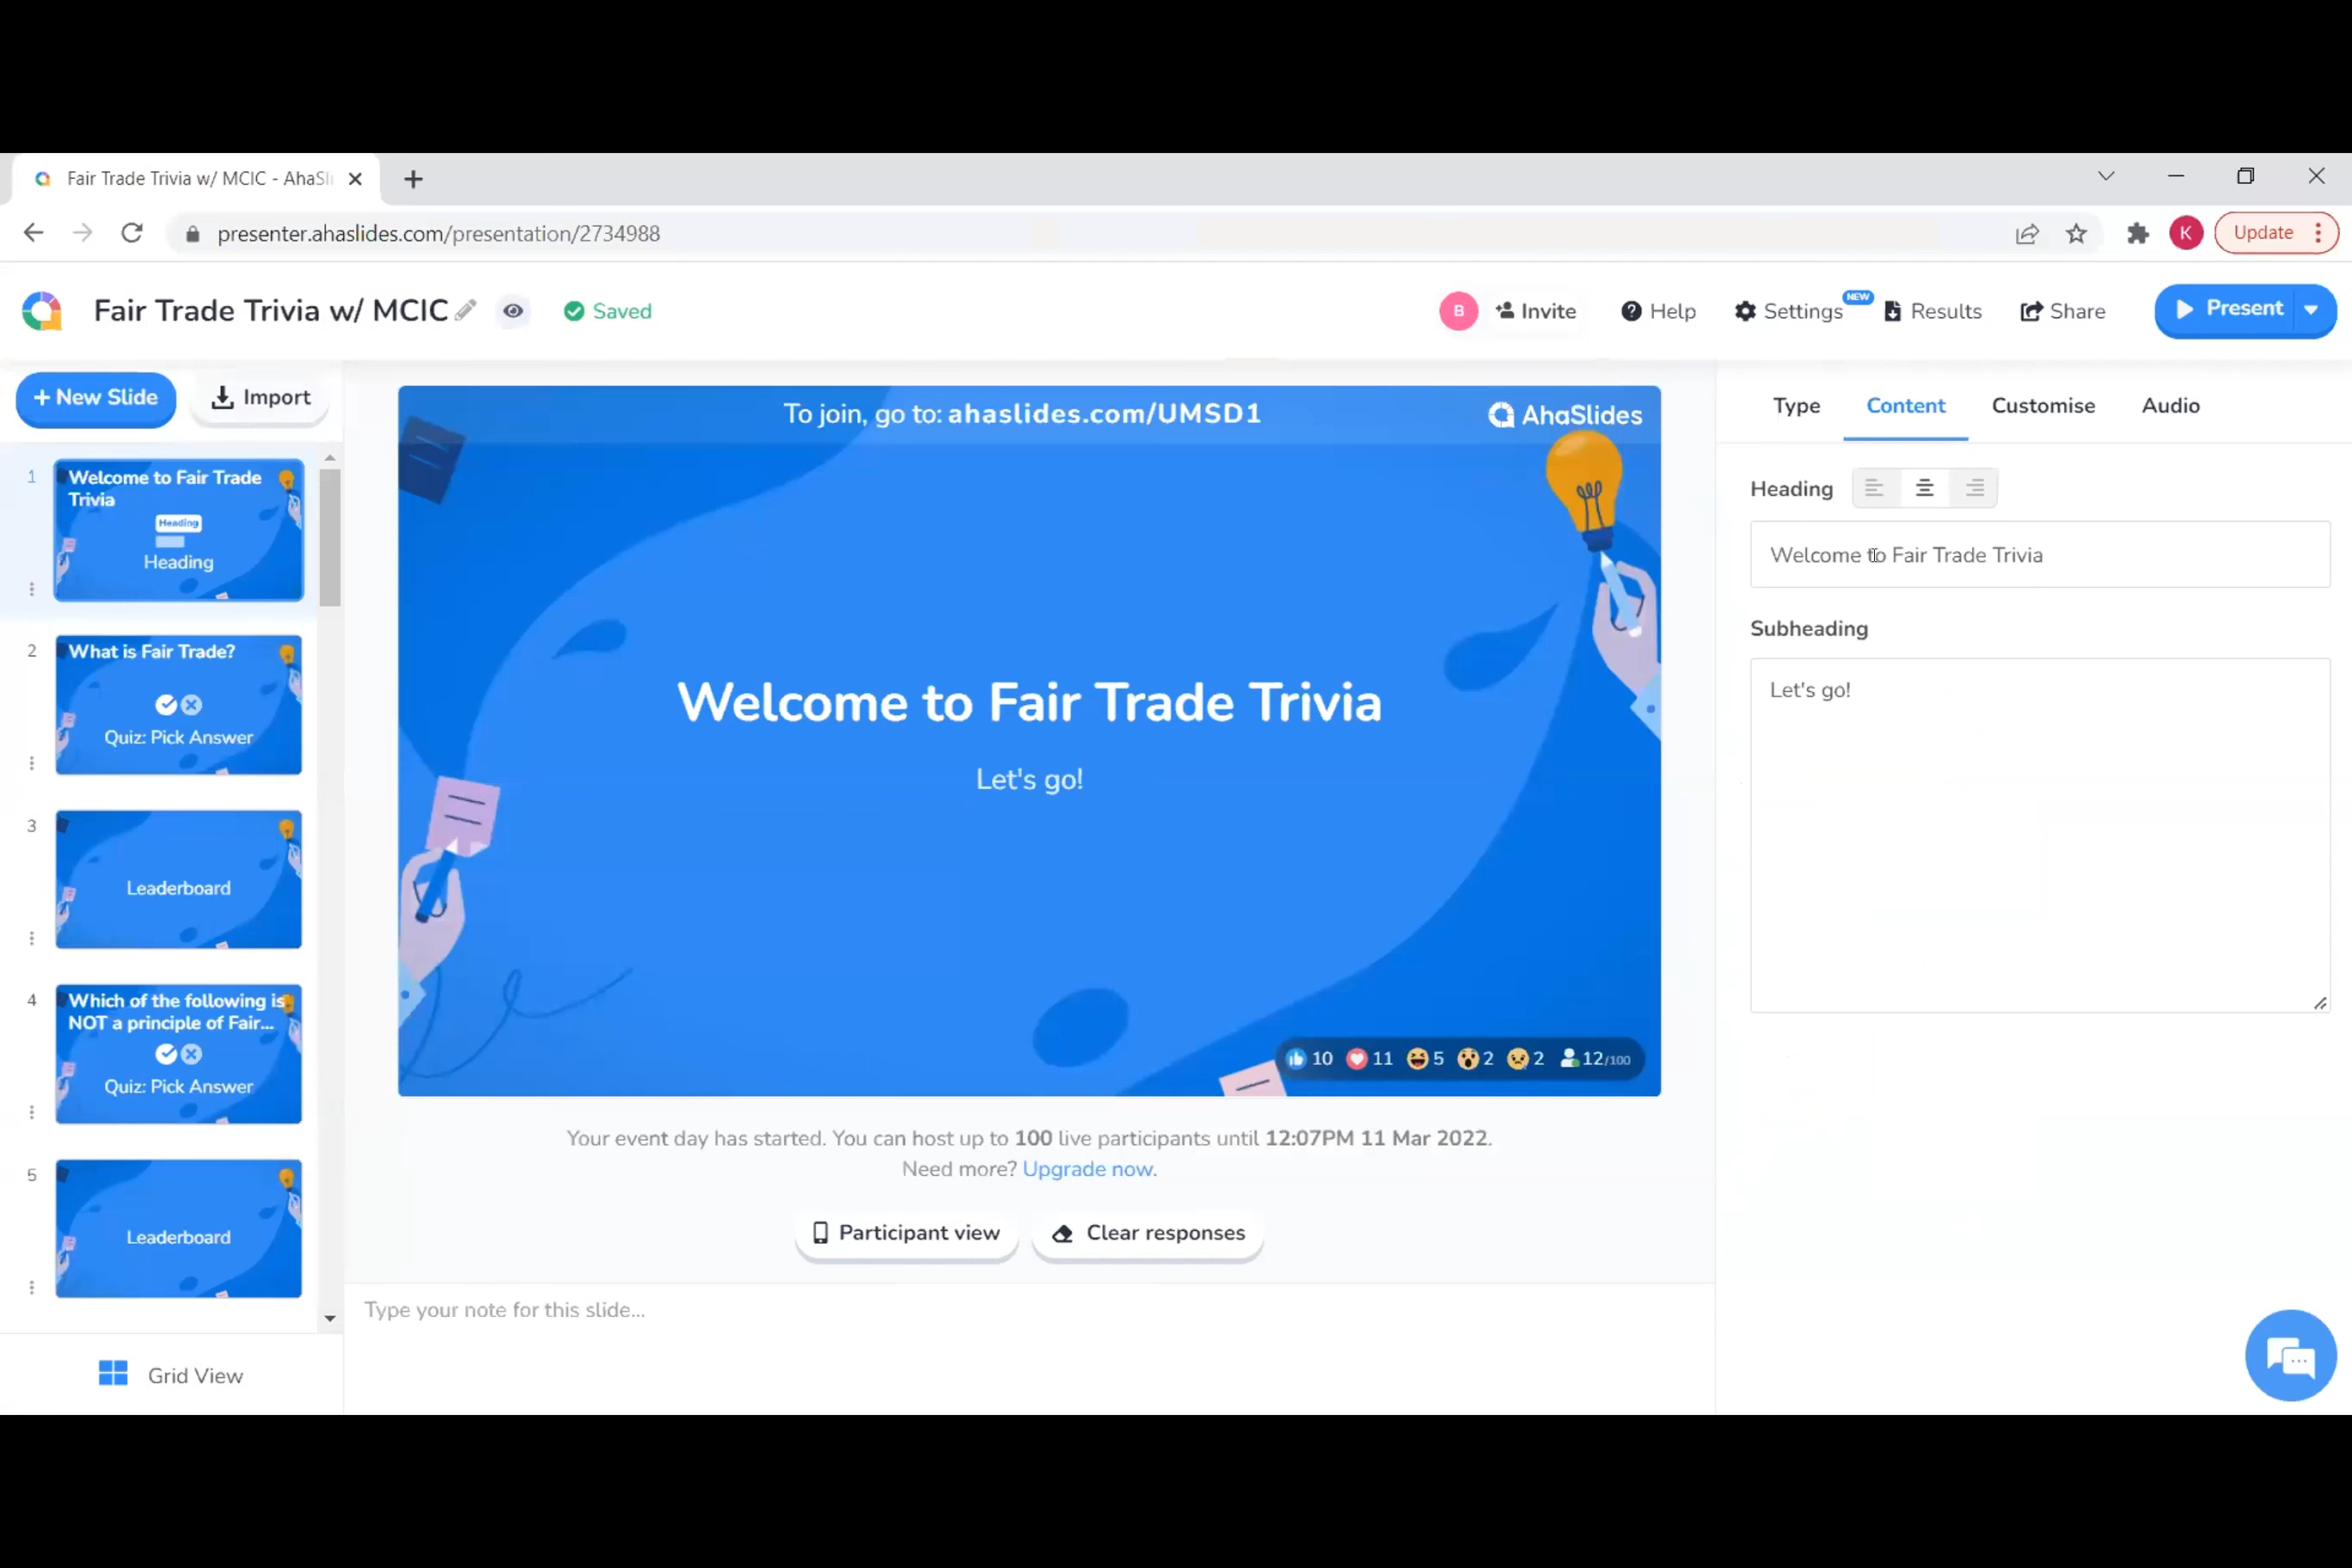 Fair Trade Trivia w/ MCIC - AhaSli
presenter.ahaslides.com/presentation/2734988
K
Update
Fair Trade Trivia w/ MCIC
Saved
B
Invite
Help
Settings
NEW
Results
Share
Present
+ New Slide
Import
1
Welcome to Fair Trade
Trivia
Heading
Heading
2
What is Fair Trade?
Quiz: Pick Answer
3
Leaderboard
4
Which of the following is
NOT a principle of Fair...
Quiz: Pick Answer
5
Leaderboard
Grid View
To join, go to: ahaslides.com/UMSD1
AhaSlides
Welcome to Fair Trade Trivia
Let's go!
10 11 5 2 2 12/100
Your event day has started. You can host up to 100 live participants until 12:07PM 11 Mar 2022.
Need more? Upgrade now.
Participant view
Clear responses
Type your note for this slide...
Type
Content
Customise
Audio
Heading
Welcome to Fair Trade Trivia
Subheading
Let's go!